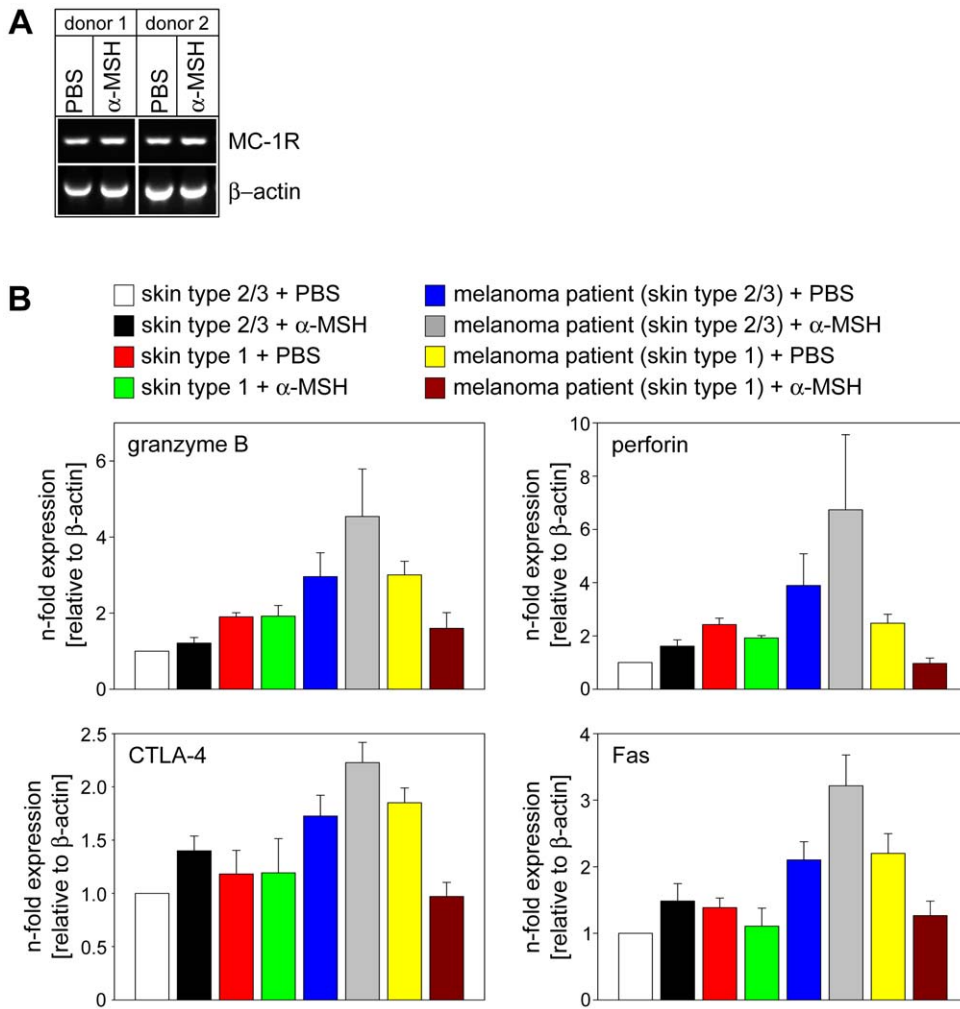 A
donor 1 donor 2
PBS α-MSH PBS α-MSH
MC-1R
β–actin
B
skin type 2/3 + PBS
skin type 2/3 + α-MSH
skin type 1 + PBS
skin type 1 + α-MSH
melanoma patient (skin type 2/3) + PBS
melanoma patient (skin type 2/3) + α-MSH
melanoma patient (skin type 1) + PBS
melanoma patient (skin type 1) + α-MSH
granzyme B
n-fold expression
[relative to β-actin]
6
4
2
0
perforin
n-fold expression
[relative to β-actin]
10
8
6
4
2
0
CTLA-4
n-fold expression
[relative to β-actin]
2.5
2.0
1.5
1.0
0.5
0.0
Fas
n-fold expression
[relative to β-actin]
4
3
2
1
0